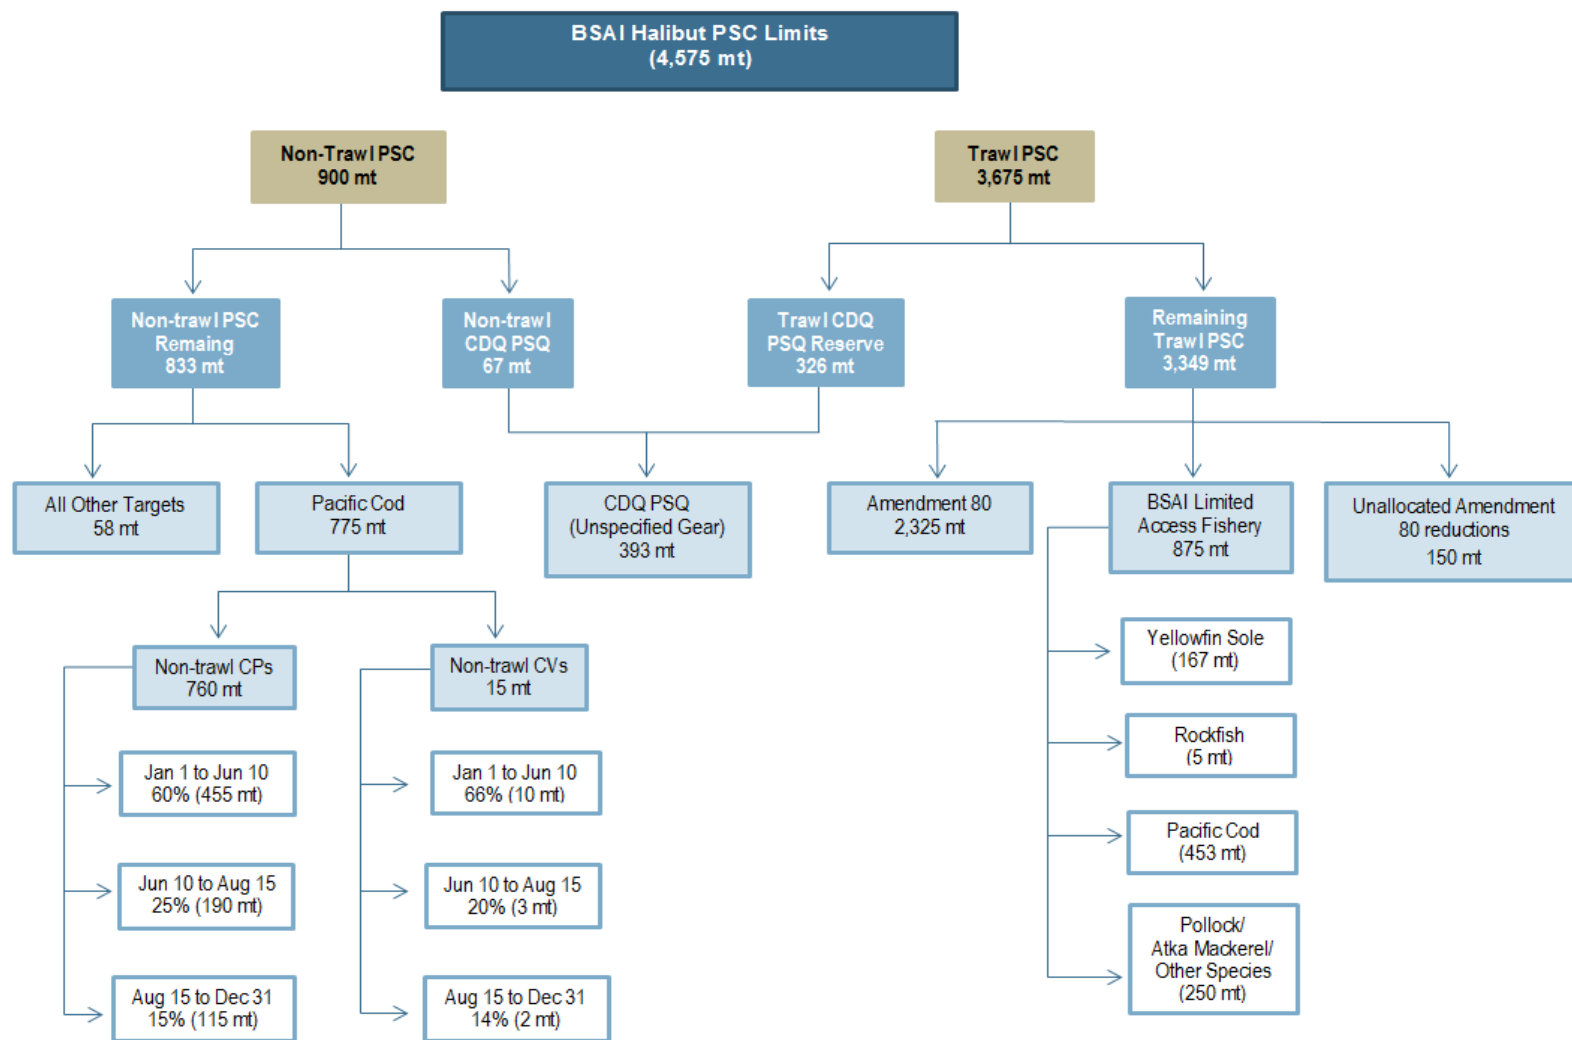 BSAI Halibut PSC Limits
(4,575 mt)
Non-Trawl PSC
900 mt
Trawl PSC
3,675 mt
Non-trawl PSC
Remaing
833 mt
Non-trawl
CDQ PSQ
67 mt
Trawl CDQ
PSQ Reserve
326 mt
Remaining
Trawl PSC
3,349 mt
All Other Targets
58 mt
Pacific Cod
775 mt
CDQ PSQ
(Unspecified Gear)
393 mt
Amendment 80
2,325 mt
BSAI Limited
Access Fishery
875 mt
Unallocated Amendment
80 reductions
150 mt
Non-trawl CPs
760 mt
Non-trawl CVs
15 mt
Yellowfin Sole
(167 mt)
Rockfish
(5 mt)
Pacific Cod
(453 mt)
Pollock/
Atka Mackerel/
Other Species
(250 mt)
Jan 1 to Jun 10
60% (455 mt)
Jun 10 to Aug 15
25% (190 mt)
Aug 15 to Dec 31
15% (115 mt)
Jan 1 to Jun 10
66% (10 mt)
Jun 10 to Aug 15
20% (3 mt)
Aug 15 to Dec 31
14% (2 mt)